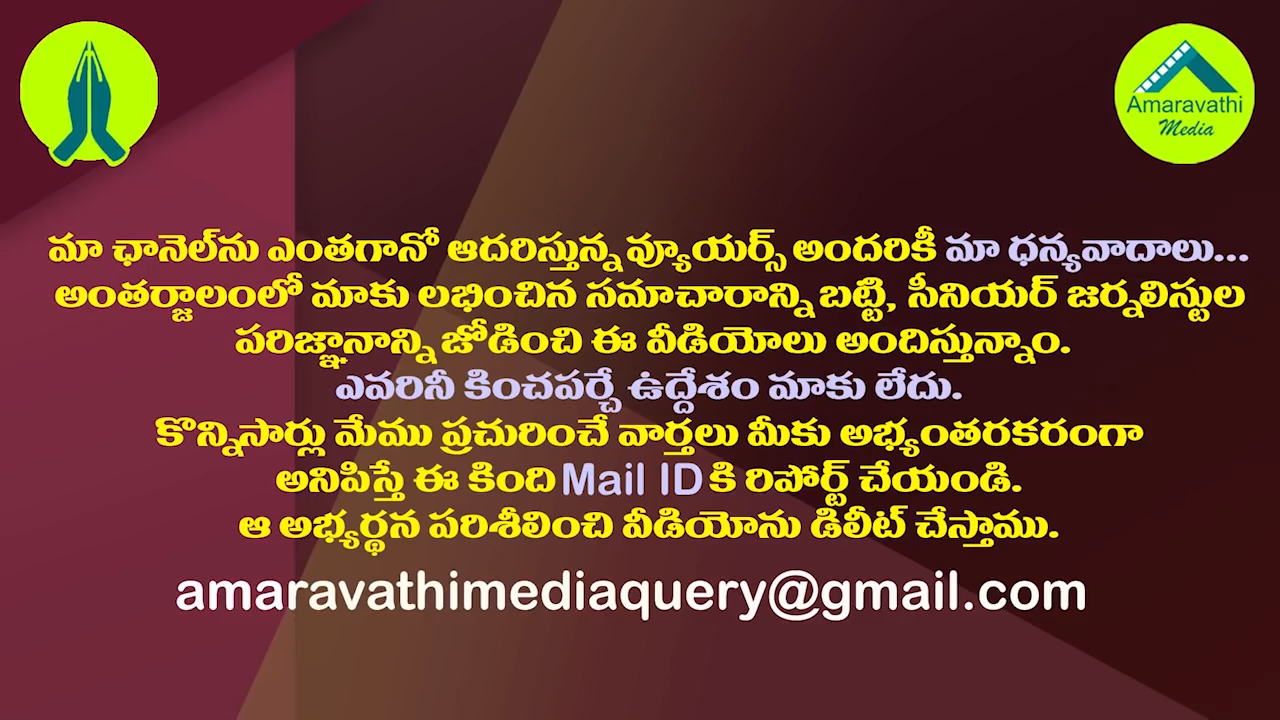 Amaravathi
Media
మా ఛానెల్‌ను ఎంతగానో ఆదరిస్తున్న వ్యూయర్స్ అందరికీ మా ధన్యవాదాలు...
అంతర్జాలంలో మాకు లభించిన సమాచారాన్ని బట్టి, సీనియర్ జర్నలిస్టుల
పరిజ్ఞానాన్ని జోడించి ఈ వీడియోలు అందిస్తున్నాం.
ఎవరినీ కించపర్చే ఉద్దేశం మాకు లేదు.
కొన్నిసార్లు మేము ప్రచురించే వార్తలు మీకు అభ్యంతరకరంగా
అనిపిస్తే ఈ కింది Mail ID కి రిపోర్ట్ చేయండి.
ఆ అభ్యర్థన పరిశీలించి వీడియోను డిలీట్ చేస్తాము.
amaravathimediaquery@gmail.com